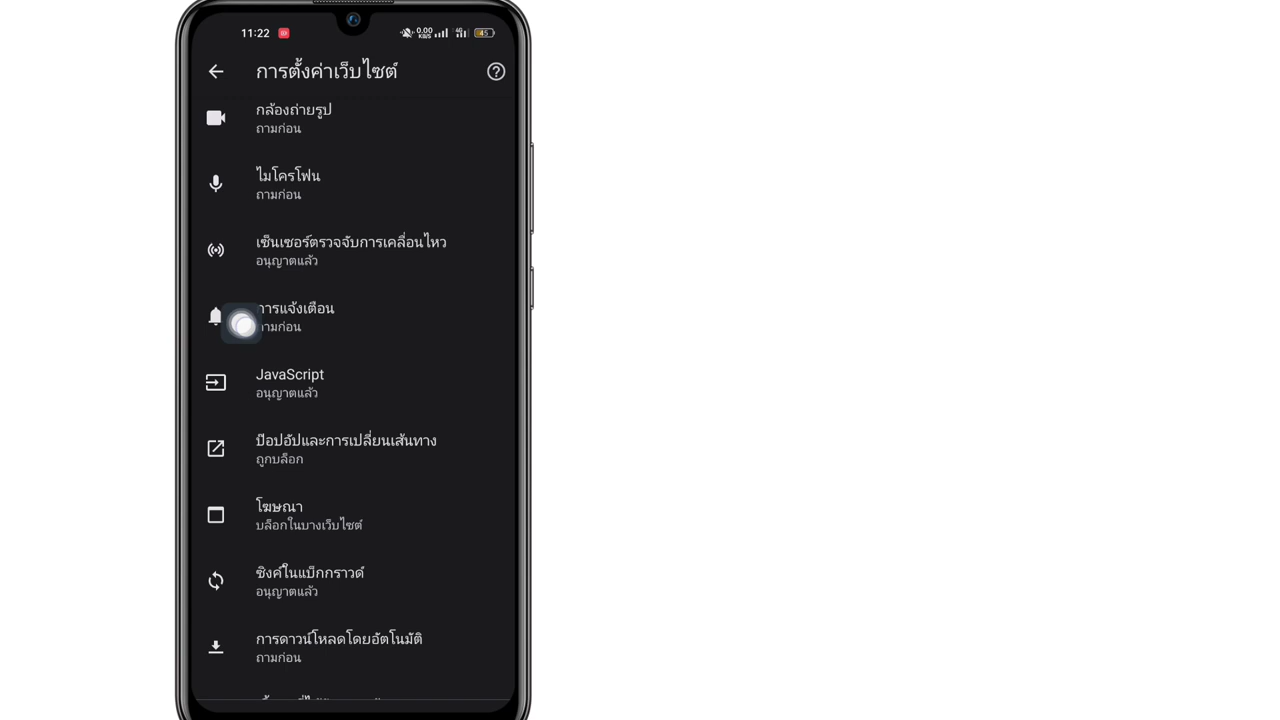 11:22
0.00 KB/S 4G 45
การตั้งค่าเว็บไซต์
กล้องถ่ายรูป
ถามก่อน
ไมโครโฟน
ถามก่อน
เซ็นเซอร์ตรวจจับการเคลื่อนไหว
อนุญาตแล้ว
การแจ้งเตือน
ถามก่อน
JavaScript
อนุญาตแล้ว
ป๊อปอัปและการเปลี่ยนเส้นทาง
ถูกบล็อก
โฆษณา
บล็อกในบางเว็บไซต์
ซิงค์ในแบ็กกราวด์
อนุญาตแล้ว
การดาวน์โหลดโดยอัตโนมัติ
ถามก่อน